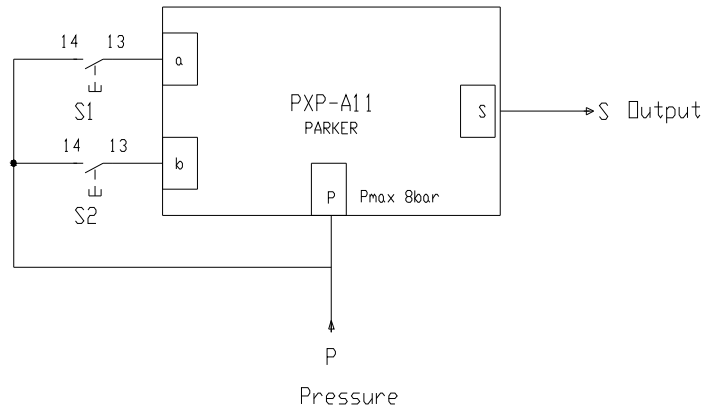 14 13
a
S1
PXP-A11
PARKER
S
S Output
14 13
b
S2
P
Pmax 8bar
P
Pressure